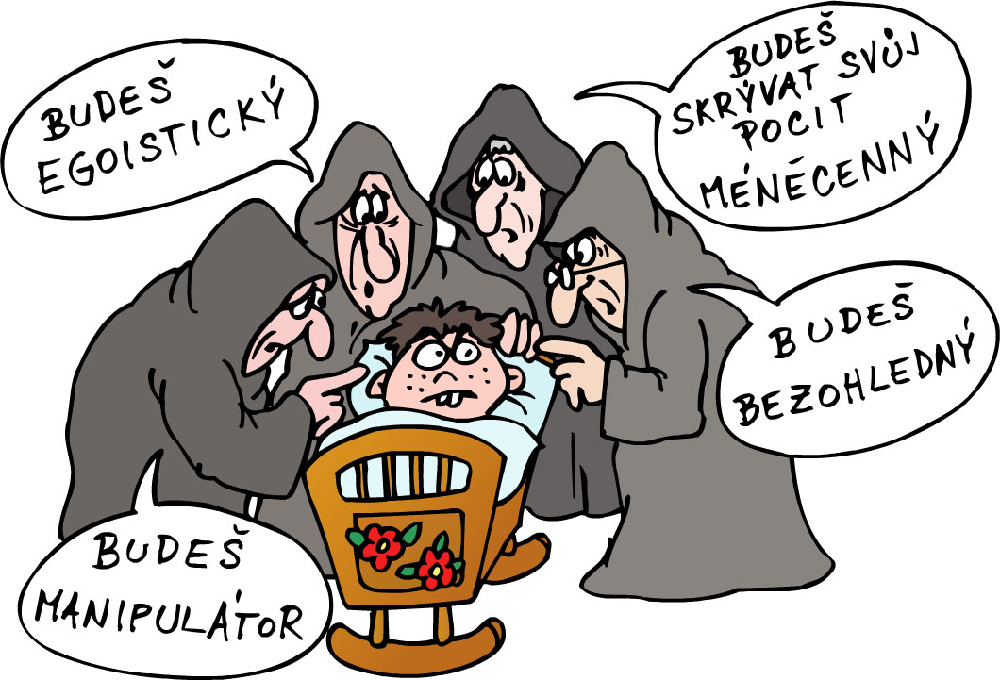 BUDEŠ
EGOISTICKÝ
BUDEŠ
SKRÝVAT SVŮJ
POCIT
MÉNĚCENNÝ
BUDEŠ
BEZOHLEDNÝ
BUDEŠ
MANIPULÁTOR